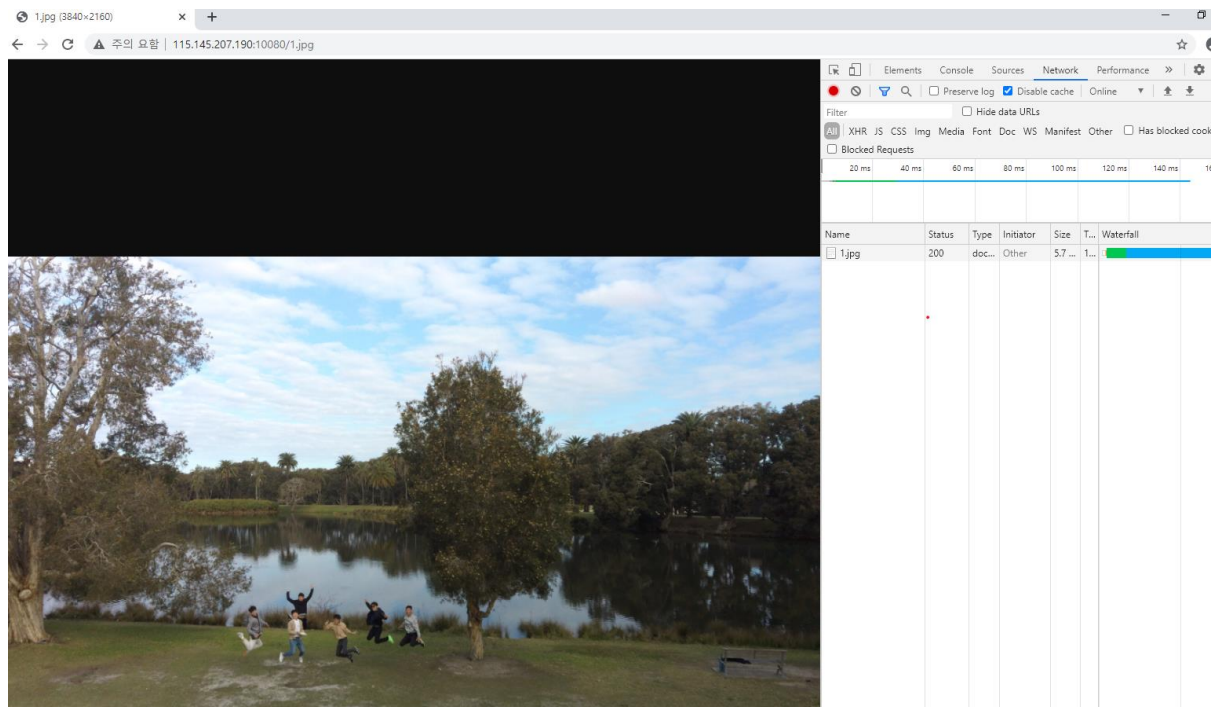 1.jpg (3840×2160)
주의 요함 | 115.145.207.190:10080/1.jpg
Elements Console Sources Network Performance
Preserve log Disable cache Online
Filter Hide data URLs
All XHR JS CSS Img Media Font Doc WS Manifest Other Has blocked cook
Blocked Requests
20 ms 40 ms 60 ms 80 ms 100 ms 120 ms 140 ms 16
Name Status Type Initiator Size T... Waterfall
1.jpg 200 doc... Other 5.7 ... 1...